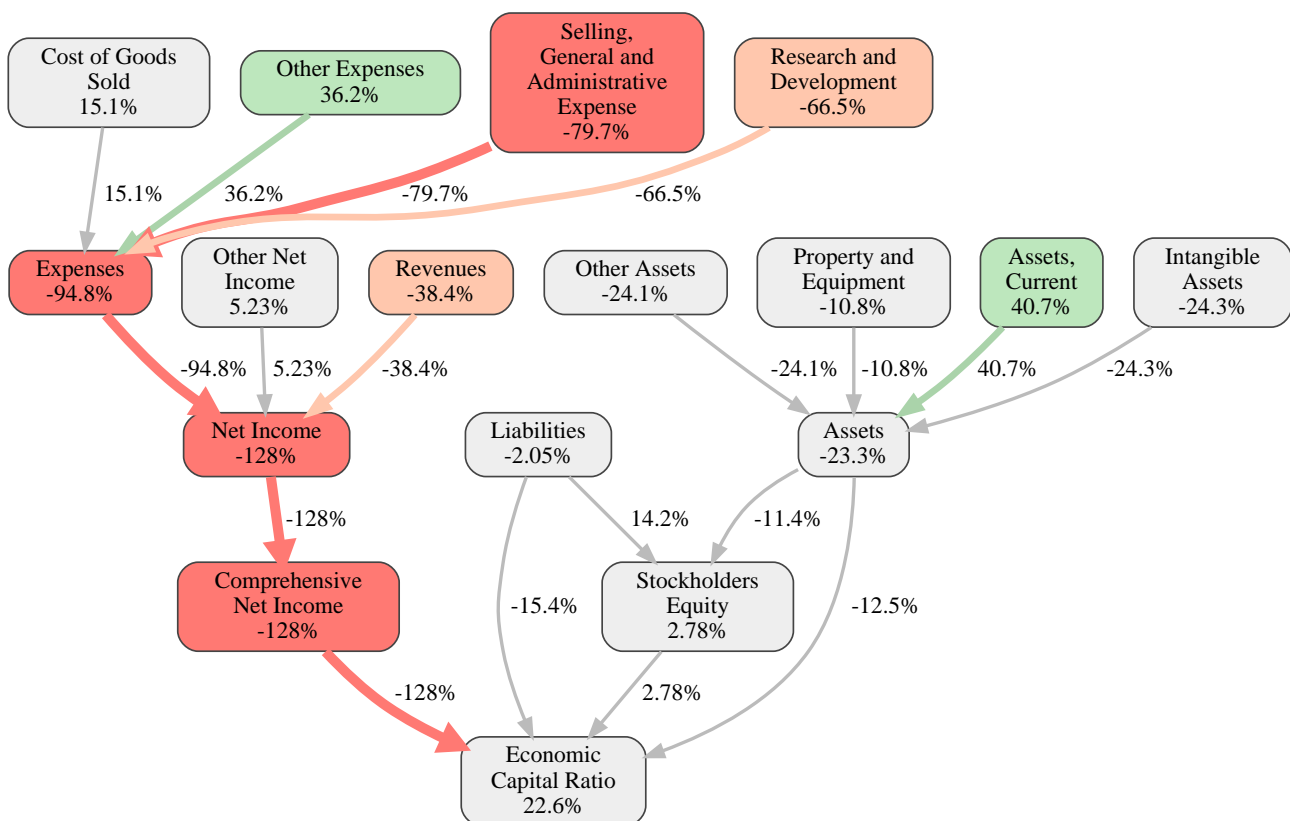 Cost of Goods
Sold
15.1%
Other Expenses
36.2%
Selling,
General and
Administrative
Expense
-79.7%
Research and
Development
-66.5%
15.1%
36.2%
-79.7%
-66.5%
Expenses
-94.8%
Other Net
Income
5.23%
Revenues
-38.4%
Other Assets
-24.1%
Property and
Equipment
-10.8%
Assets,
Current
40.7%
Intangible
Assets
-24.3%
-94.8%
5.23%
-38.4%
-24.1%
-10.8%
40.7%
-24.3%
Net Income
-128%
Liabilities
-2.05%
Assets
-23.3%
-128%
14.2%
-11.4%
Comprehensive
Net Income
-128%
-15.4%
Stockholders
Equity
2.78%
-12.5%
-128%
2.78%
Economic
Capital Ratio
22.6%